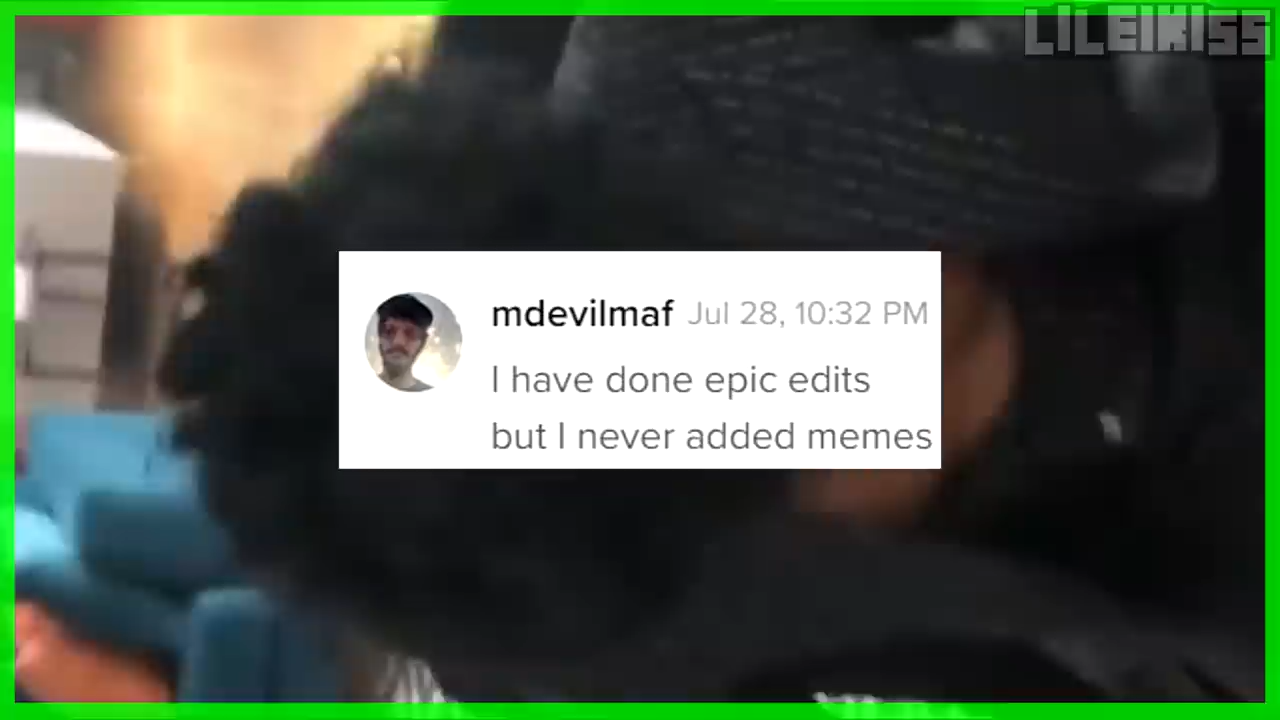 LILEIKISS
mdevilmaf Jul 28, 10:32 PM
I have done epic edits
but I never added memes